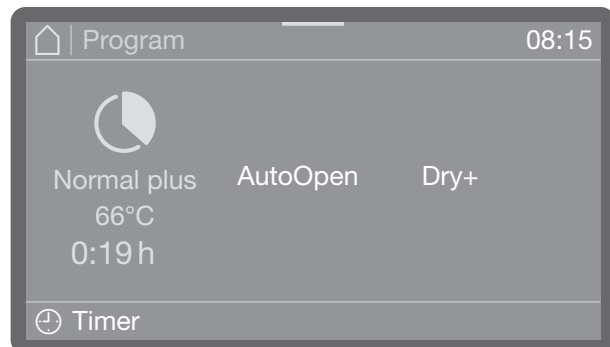 Program 08:15
Normal plus AutoOpen Dry+
66°C
0:19 h
Timer